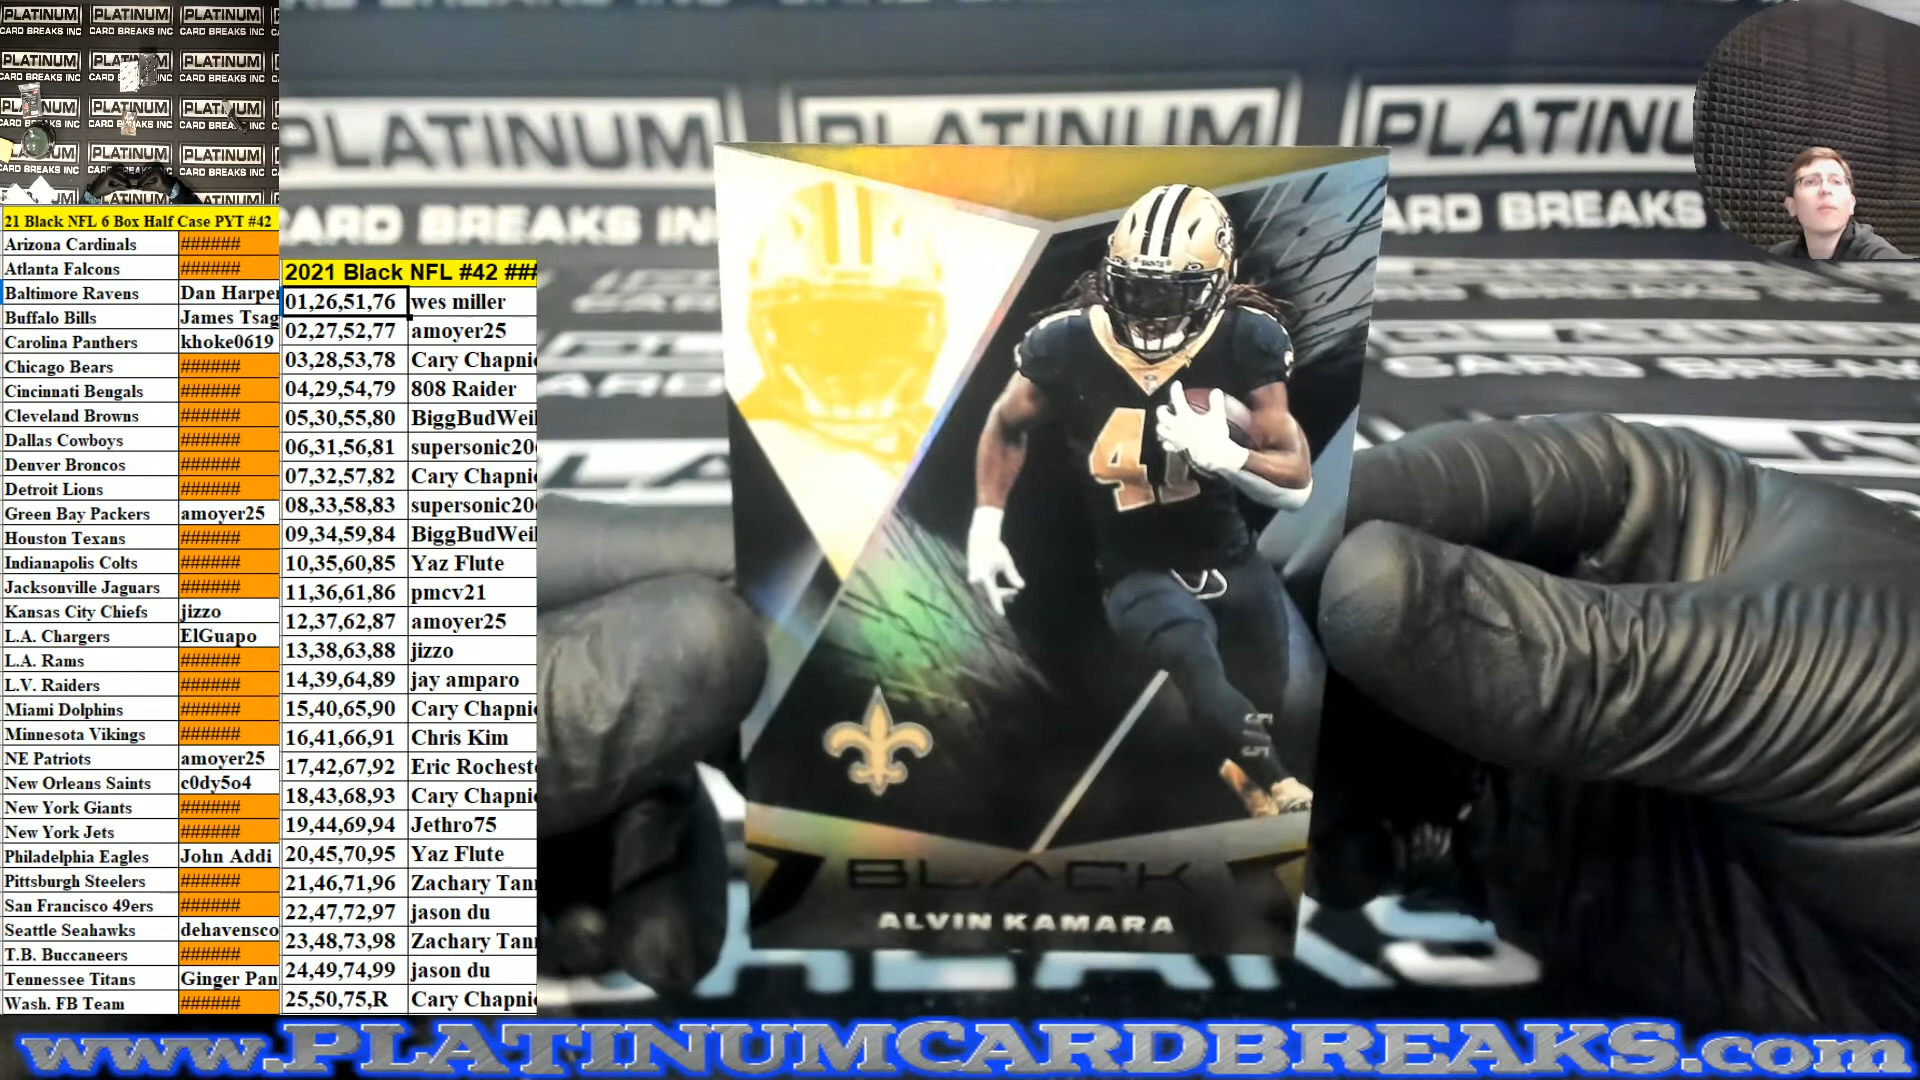 21 Black NFL 6 Box Half Case PYT #42
Arizona Cardinals ######
Atlanta Falcons ######
Baltimore Ravens Dan Harper
Buffalo Bills James Tsag
Carolina Panthers khoke0619
Chicago Bears ######
Cincinnati Bengals ######
Cleveland Browns ######
Dallas Cowboys ######
Denver Broncos ######
Detroit Lions ######
Green Bay Packers amoyer25
Houston Texans ######
Indianapolis Colts ######
Jacksonville Jaguars ######
Kansas City Chiefs jizzo
L.A. Chargers ElGuapo
L.A. Rams ######
L.V. Raiders ######
Miami Dolphins ######
Minnesota Vikings ######
NE Patriots amoyer25
New Orleans Saints c0dy5o4
New York Giants ######
New York Jets ######
Philadelphia Eagles John Addi
Pittsburgh Steelers ######
San Francisco 49ers ######
Seattle Seahawks dehavensco
T.B. Buccaneers ######
Tennessee Titans Ginger Pan
Wash. FB Team ######
2021 Black NFL #42 ###
01,26,51,76 wes miller
02,27,52,77 amoyer25
03,28,53,78 Cary Chapni
04,29,54,79 808 Raider
05,30,55,80 BiggBudWeil
06,31,56,81 supersonic20
07,32,57,82 Cary Chapni
08,33,58,83 supersonic20
09,34,59,84 BiggBudWeil
10,35,60,85 Yaz Flute
11,36,61,86 pmcv21
12,37,62,87 amoyer25
13,38,63,88 jizzo
14,39,64,89 jay amparo
15,40,65,90 Cary Chapni
16,41,66,91 Chris Kim
17,42,67,92 Eric Rochest
18,43,68,93 Cary Chapni
19,44,69,94 Jethro75
20,45,70,95 Yaz Flute
21,46,71,96 Zachary Tan
22,47,72,97 jason du
23,48,73,98 Zachary Tan
24,49,74,99 jason du
25,50,75,R Cary Chapni
PLATINUM PLATINUM PLATINUM
CARD BREAKS INC CARD BREAKS
SAINTS
41
BLACK
ALVIN KAMARA
www.PLATINUMCARDBREAKS.com